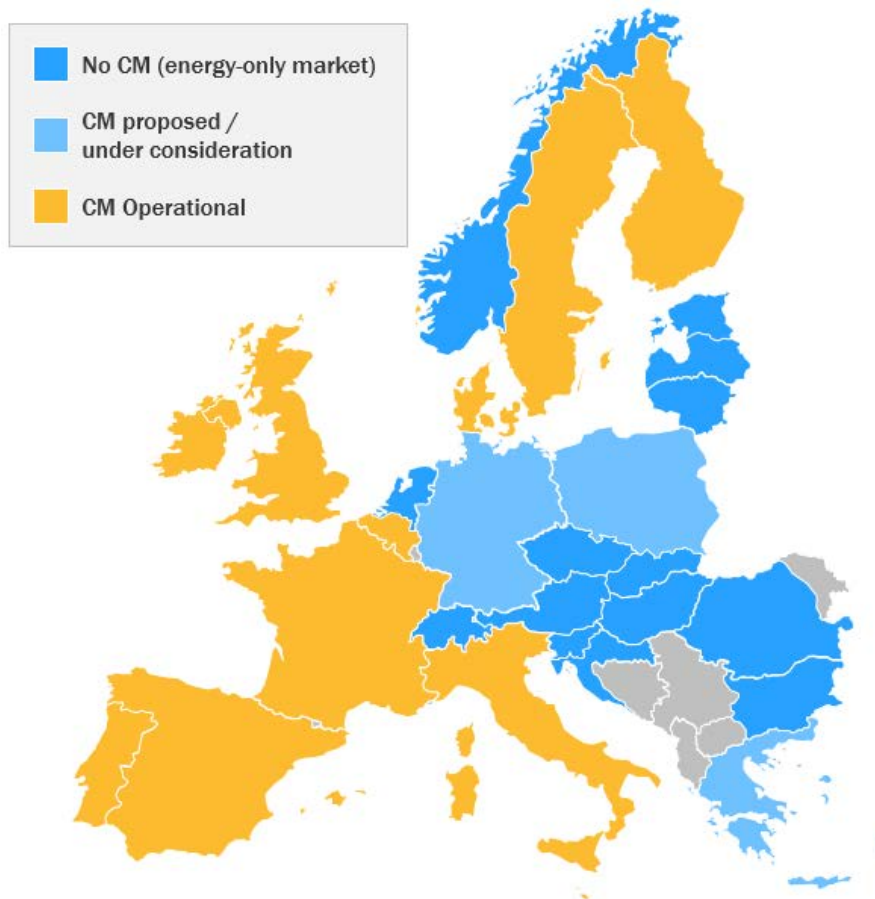 No CM (energy-only market)
CM proposed /
under consideration
CM Operational